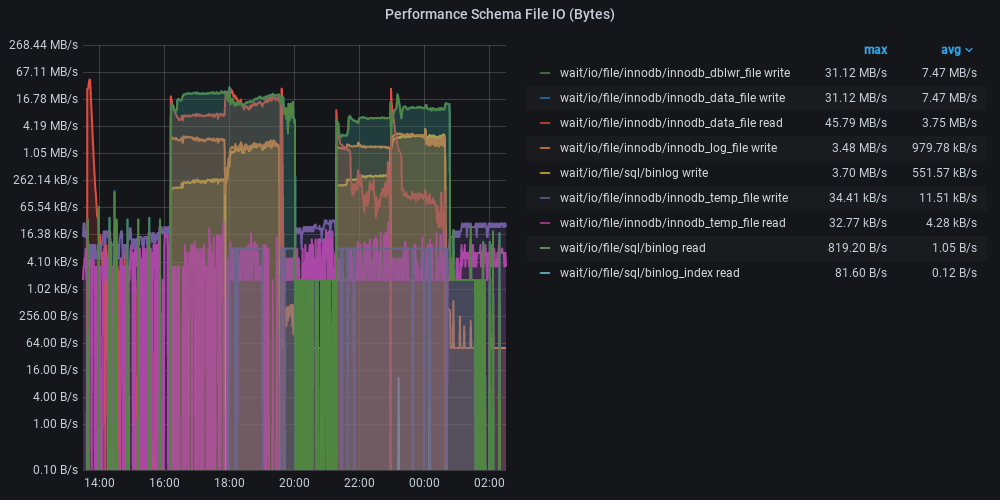 Performance Schema File IO (Bytes)
268.44 MB/s
67.11 MB/s
16.78 MB/s
4.19 MB/s
1.05 MB/s
262.14 kB/s
65.54 kB/s
16.38 kB/s
4.10 kB/s
1.02 kB/s
256.00 B/s
64.00 B/s
16.00 B/s
4.00 B/s
1.00 B/s
0.10 B/s
14:00 16:00 18:00 20:00 22:00 00:00 02:00
max avg
wait/io/file/innodb/innodb_dblwr_file write 31.12 MB/s 7.47 MB/s
wait/io/file/innodb/innodb_data_file write 31.12 MB/s 7.47 MB/s
wait/io/file/innodb/innodb_data_file read 45.79 MB/s 3.75 MB/s
wait/io/file/innodb/innodb_log_file write 3.48 MB/s 979.78 kB/s
wait/io/file/sql/binlog write 3.70 MB/s 551.57 kB/s
wait/io/file/innodb/innodb_temp_file write 34.41 kB/s 11.51 kB/s
wait/io/file/innodb/innodb_temp_file read 32.77 kB/s 4.28 kB/s
wait/io/file/sql/binlog read 819.20 B/s 1.05 B/s
wait/io/file/sql/binlog_index read 81.60 B/s 0.12 B/s